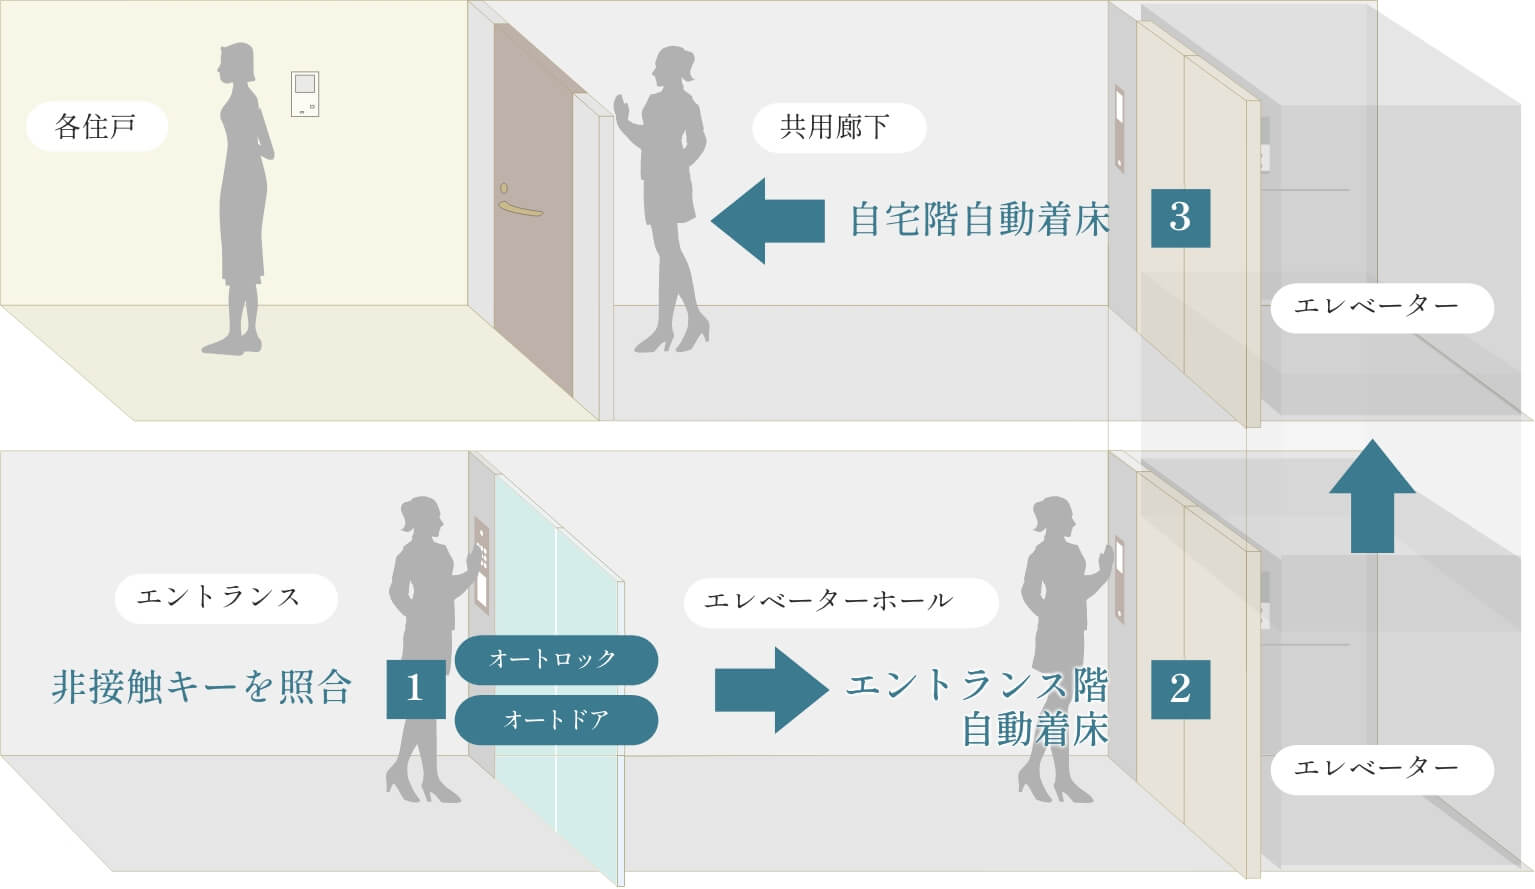 各住戸
共用廊下
自宅階自動着床
3
エレベーター
エントランス
非接触キーを照合
1
オートロック
オートドア
エレベーターホール
エントランス階
自動着床
2
エレベーター